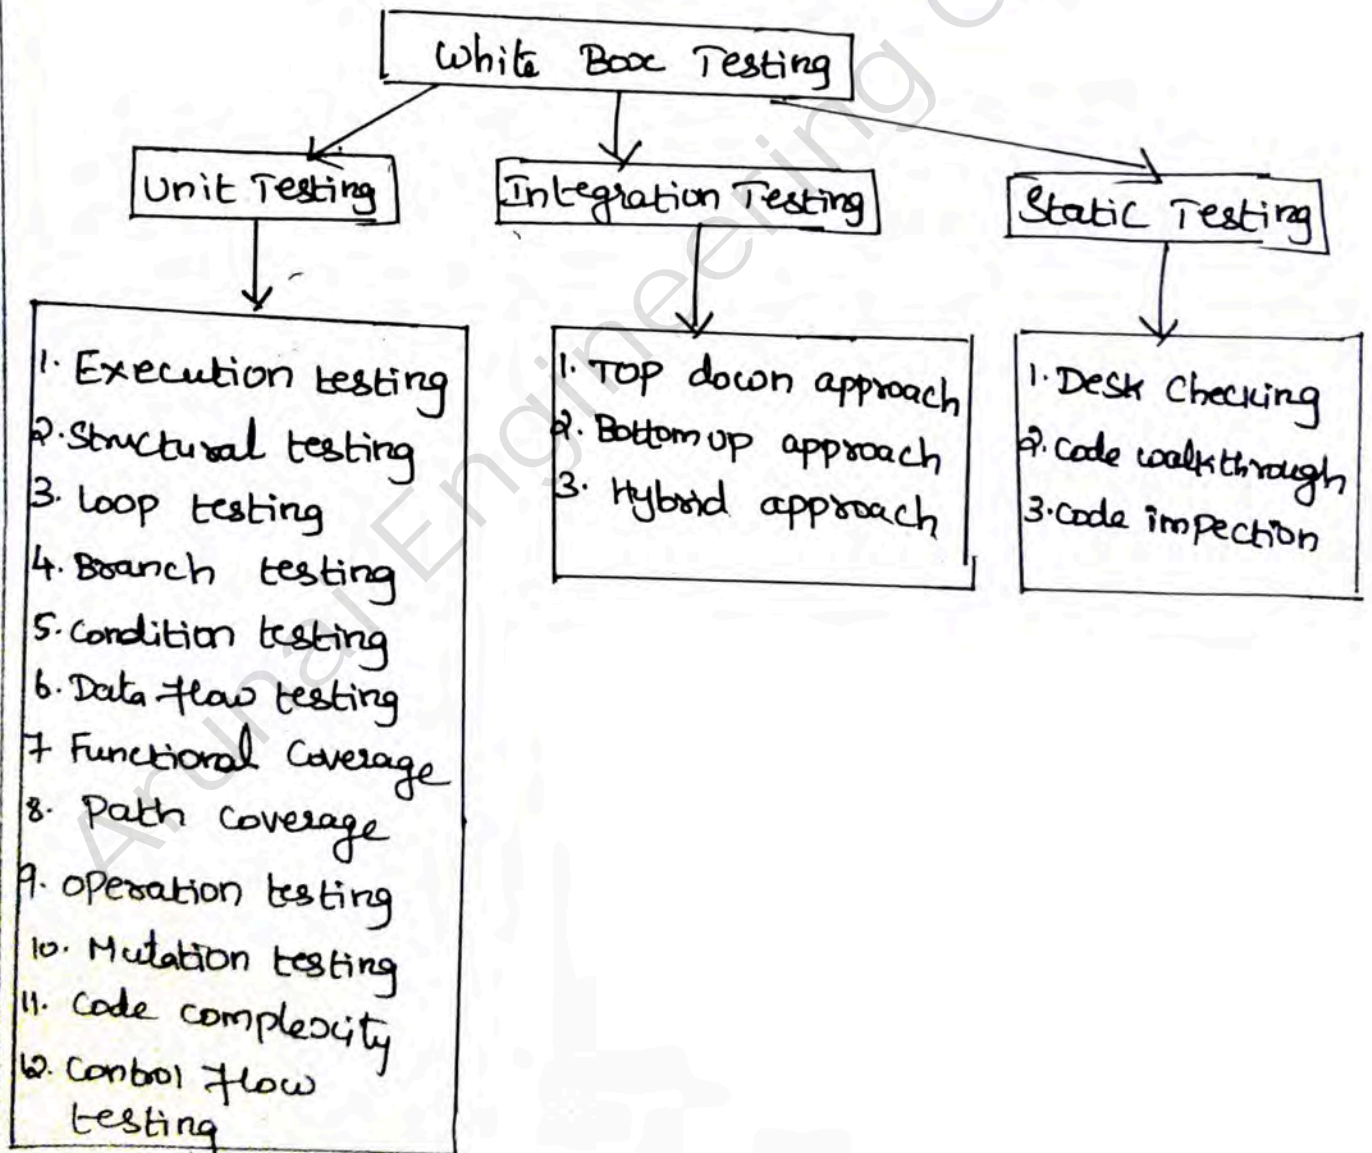 White Box Testing
Unit Testing
Integration Testing
Static Testing
1. Execution testing
2. Structural testing
3. Loop testing
4. Branch testing
5. Condition testing
6. Data flow testing
7 Functional Coverage
8. Path coverage
9. Operation testing
10. Mutation testing
11. Code complexity
12. Control flow
testing
1. Top down approach
2. Bottom up approach
3. Hybrid approach
1. Desk checking
2. Code walkthrough
3. Code impection
Arunai Engineering C